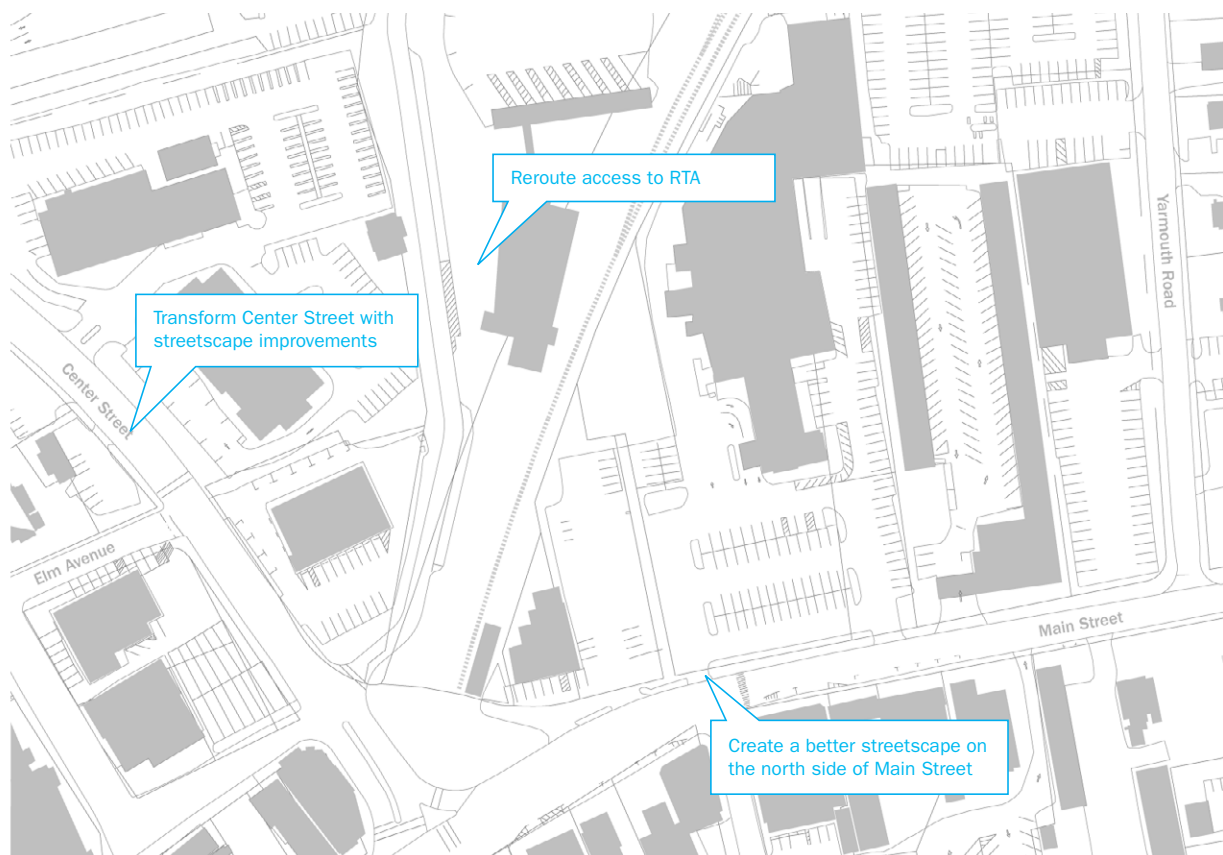 Reroute access to RTA
Yarmouth Road
Transform Center Street with
streetscape improvements
Center Street
Elm Avenue
Main Street
Create a better streetscape on
the north side of Main Street